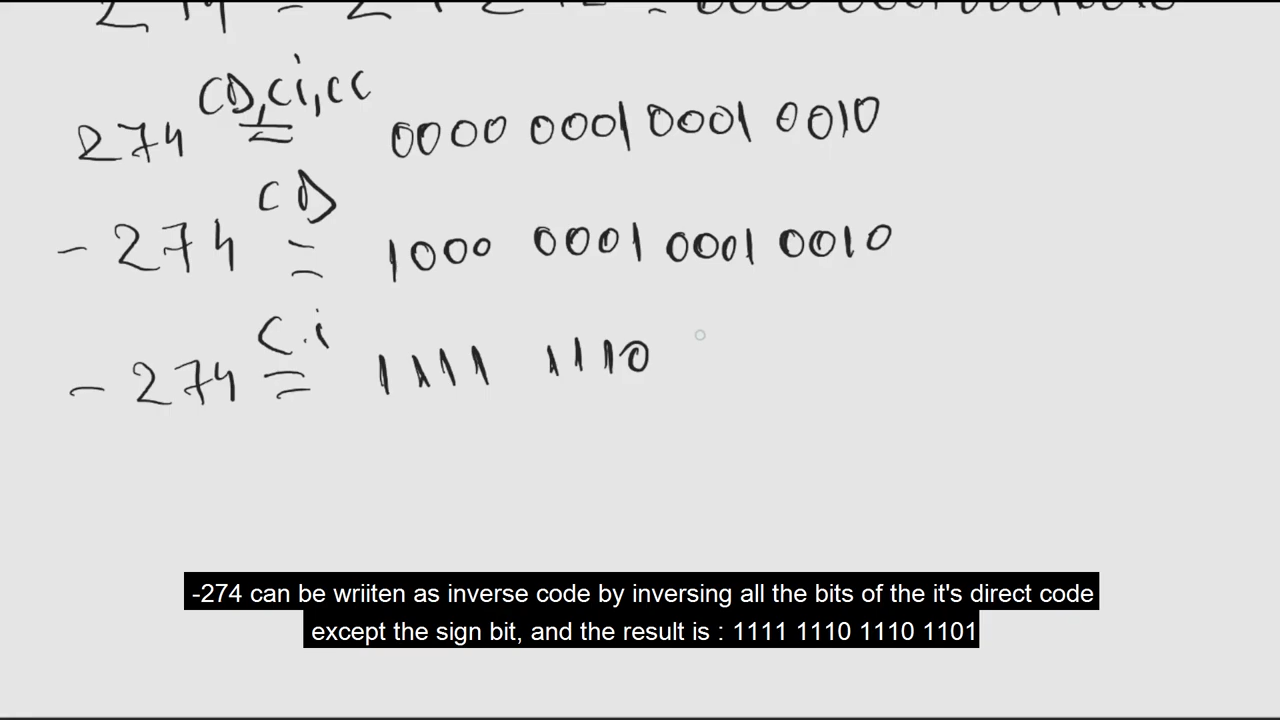 274 CD,Ci,CC = 0000 0001 0001 0010
- 274 CD = 1000 0001 0001 0010
- 274 C.i = 1111 1110
-274 can be wriiten as inverse code by inversing all the bits of the it's direct code
except the sign bit, and the result is : 1111 1110 1110 1101